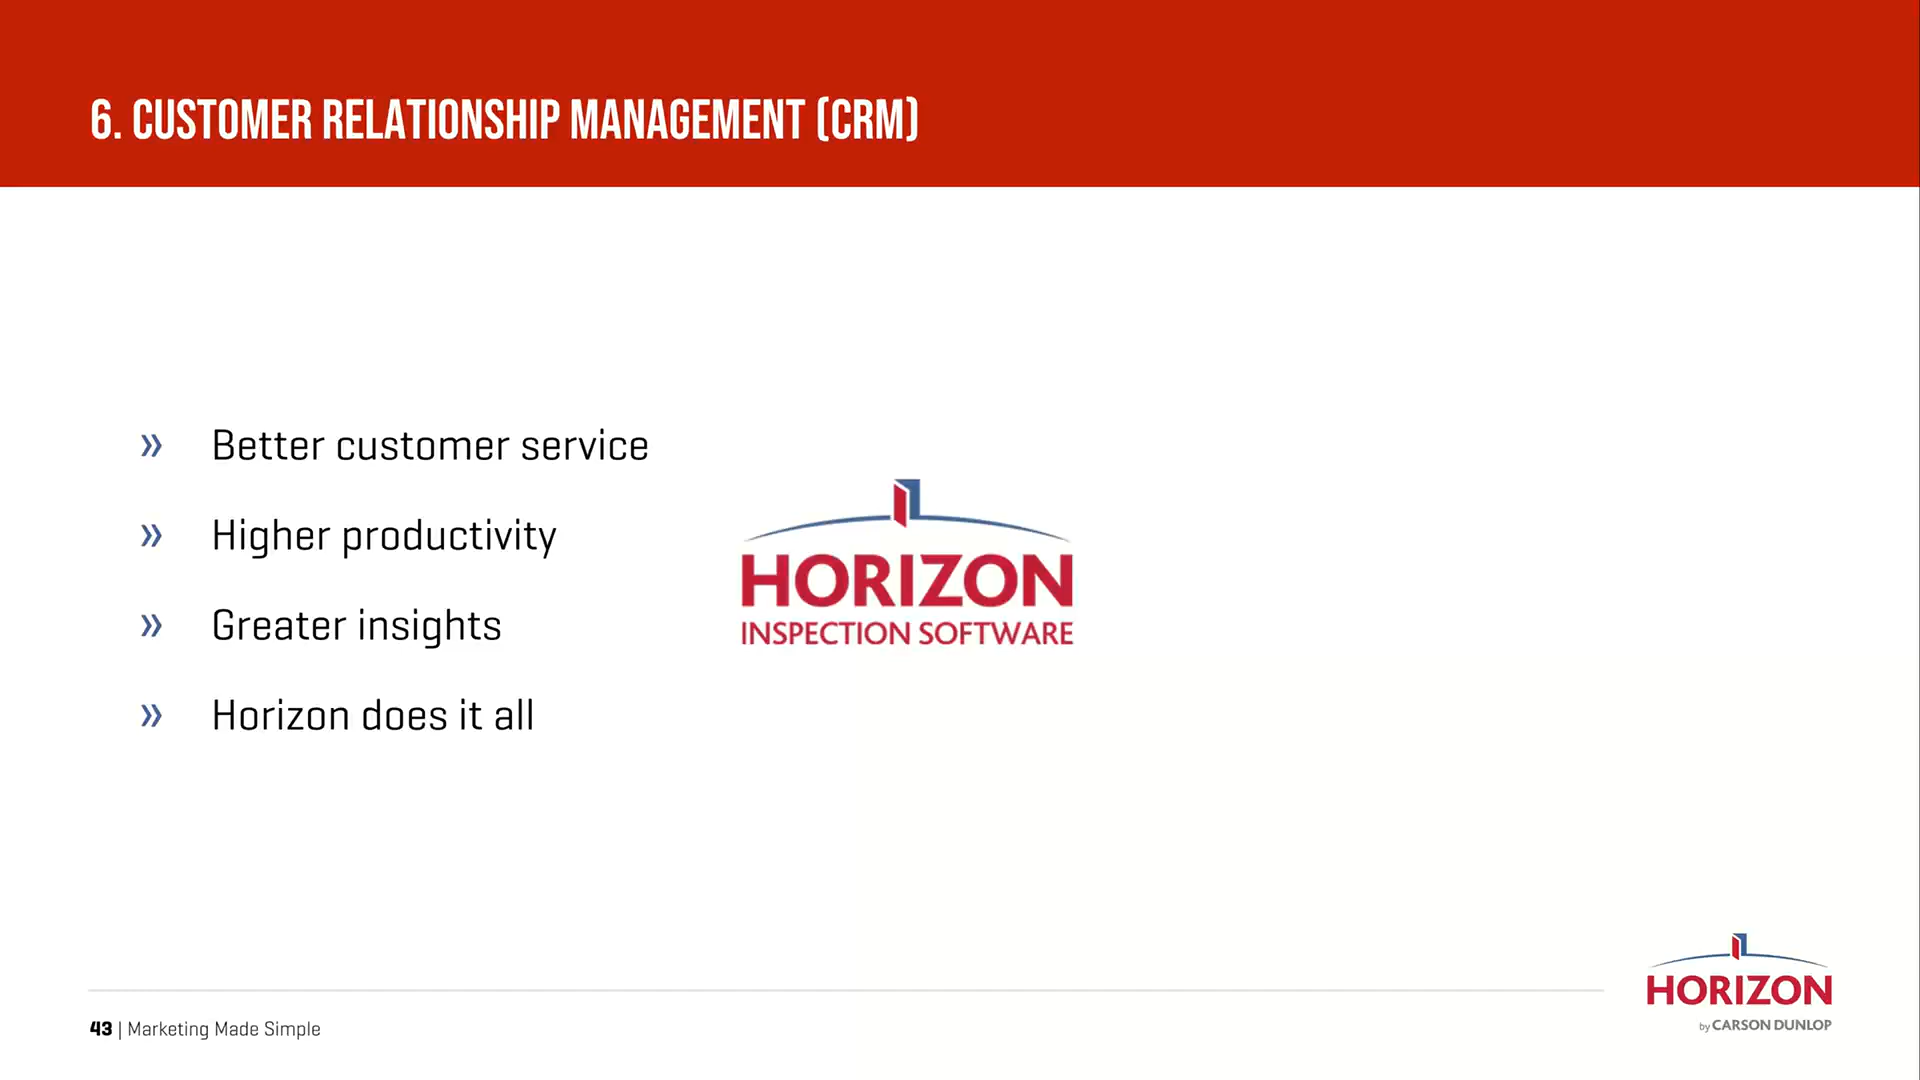 6. CUSTOMER RELATIONSHIP MANAGEMENT (CRM)
» Better customer service
» Higher productivity
» Greater insights
» Horizon does it all
HORIZON
INSPECTION SOFTWARE
43 | Marketing Made Simple
HORIZON
by CARSON DUNLOP